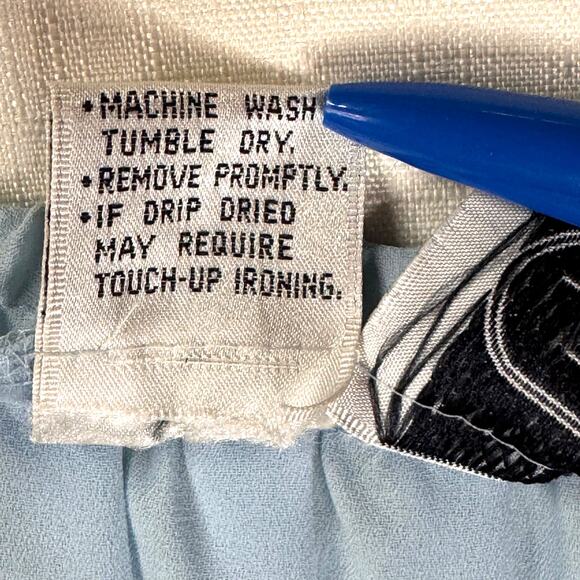 •MACHINE WASH
TUMBLE DRY.
•REMOVE PROMPTLY.
•IF DRIP DRIED
MAY REQUIRE
TOUCH-UP IRONING.